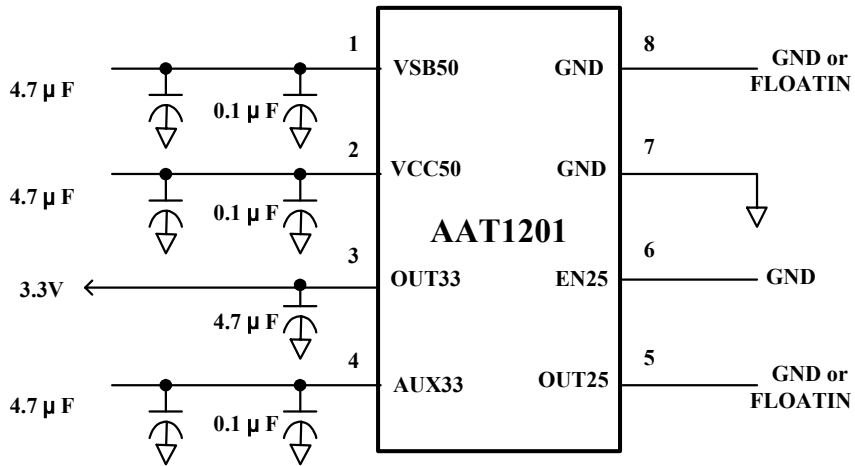 1
8
VSB50
GND
GND or
FLOATIN
4.7 μ F
0.1 μ F
2
7
VCC50
GND
4.7 μ F
0.1 μ F
AAT1201
3
6
3.3V
OUT33
EN25
GND
4.7 μ F
4
5
AUX33
OUT25
GND or
FLOATIN
4.7 μ F
0.1 μ F